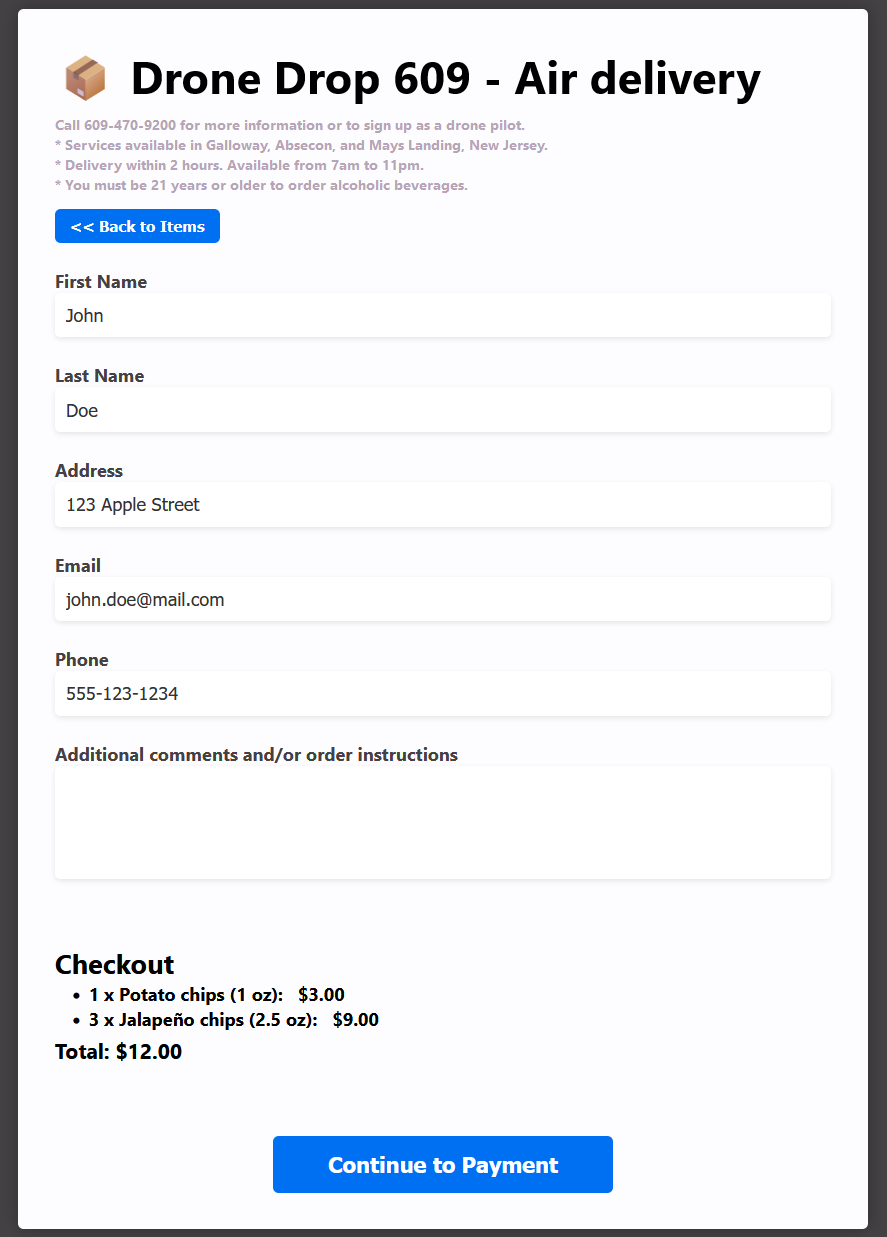 Drone Drop 609 - Air delivery
Call 609-470-9200 for more information or to sign up as a drone pilot.
* Services available in Galloway, Absecon, and Mays Landing, New Jersey.
* Delivery within 2 hours. Available from 7am to 11pm.
* You must be 21 years or older to order alcoholic beverages.
<< Back to Items
First Name
John
Last Name
Doe
Address
123 Apple Street
Email
john.doe@mail.com
Phone
555-123-1234
Additional comments and/or order instructions
Checkout
• 1 x Potato chips (1 oz): $3.00
• 3 x Jalapeño chips (2.5 oz): $9.00
Total: $12.00
Continue to Payment